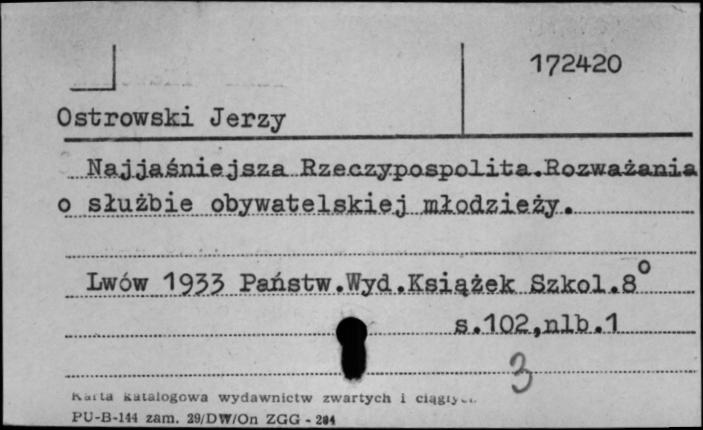 172420
Ostrowski Jerzy
Najjaśniejsza Rzeczypospolita.Rozważania
o służbie obywatelskiej młodzieży.
Lwów 1933 Państw.Wyd.Książek Szkol.8°
s.102,nlb.1
3
Karta katalogowa wydawnictw zwartych i
PU-B-144 zam. 29/DW/On ZGG - 204